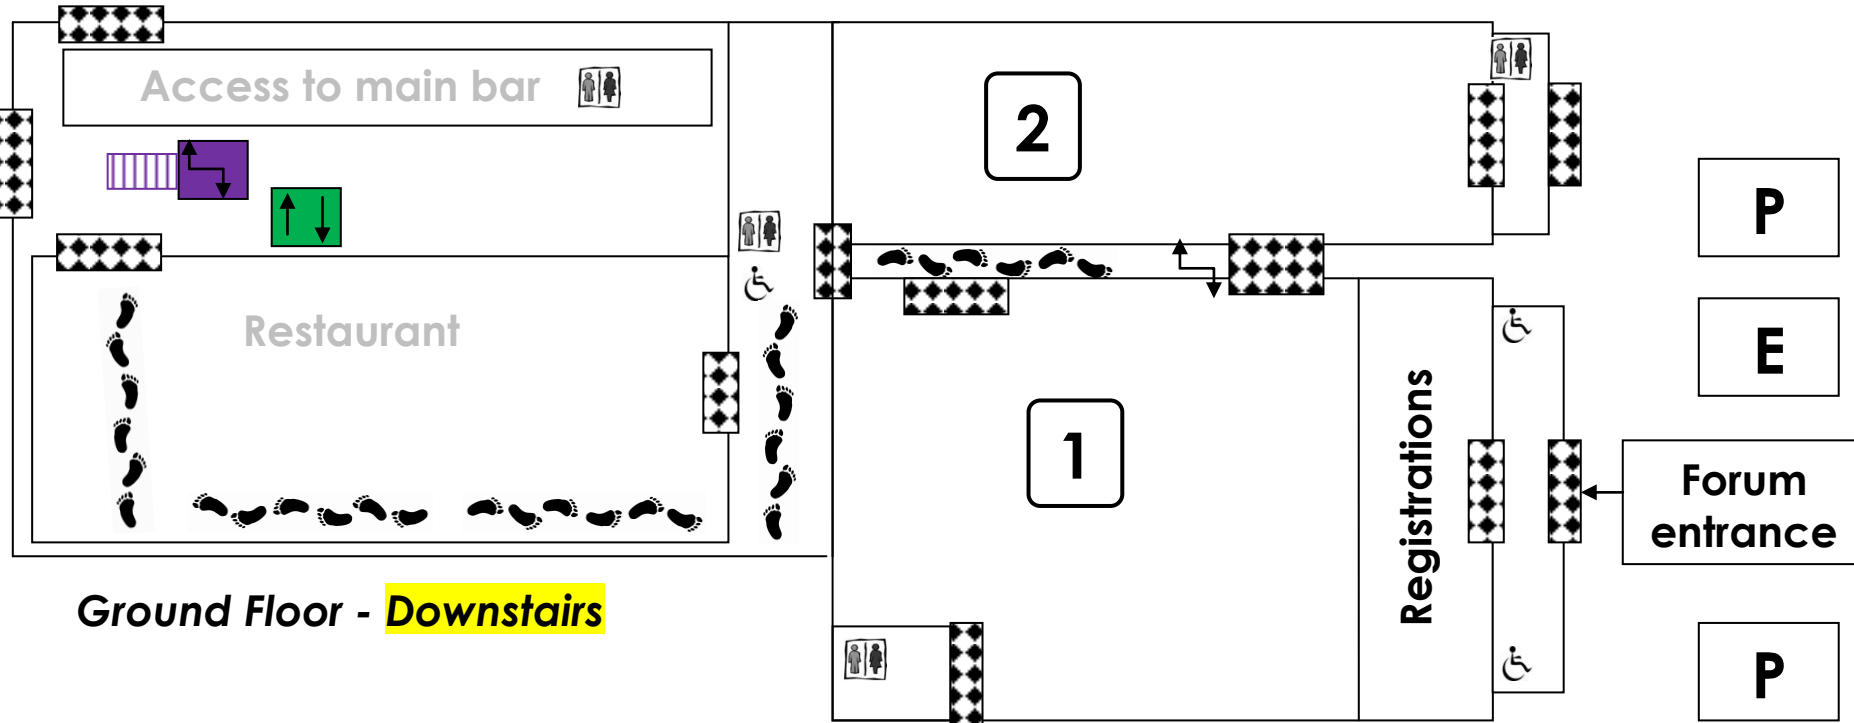 Access to main bar
2
P
Restaurant
E
1
Registrations
Forum
entrance
Ground Floor - Downstairs
P